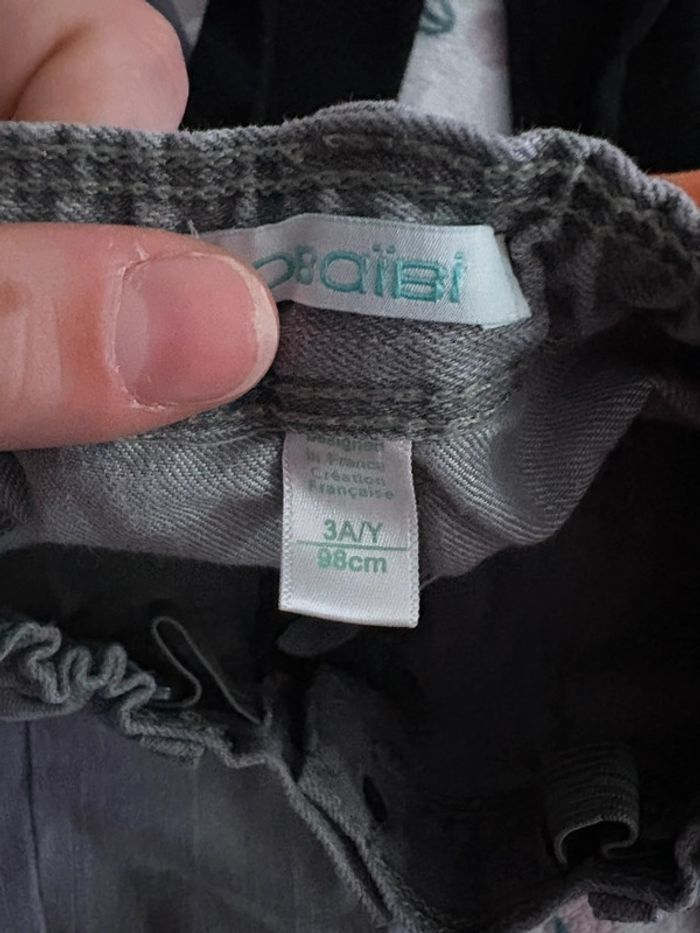 OBaïBi
Designed
in France
Création
Française
3A/Y
98cm